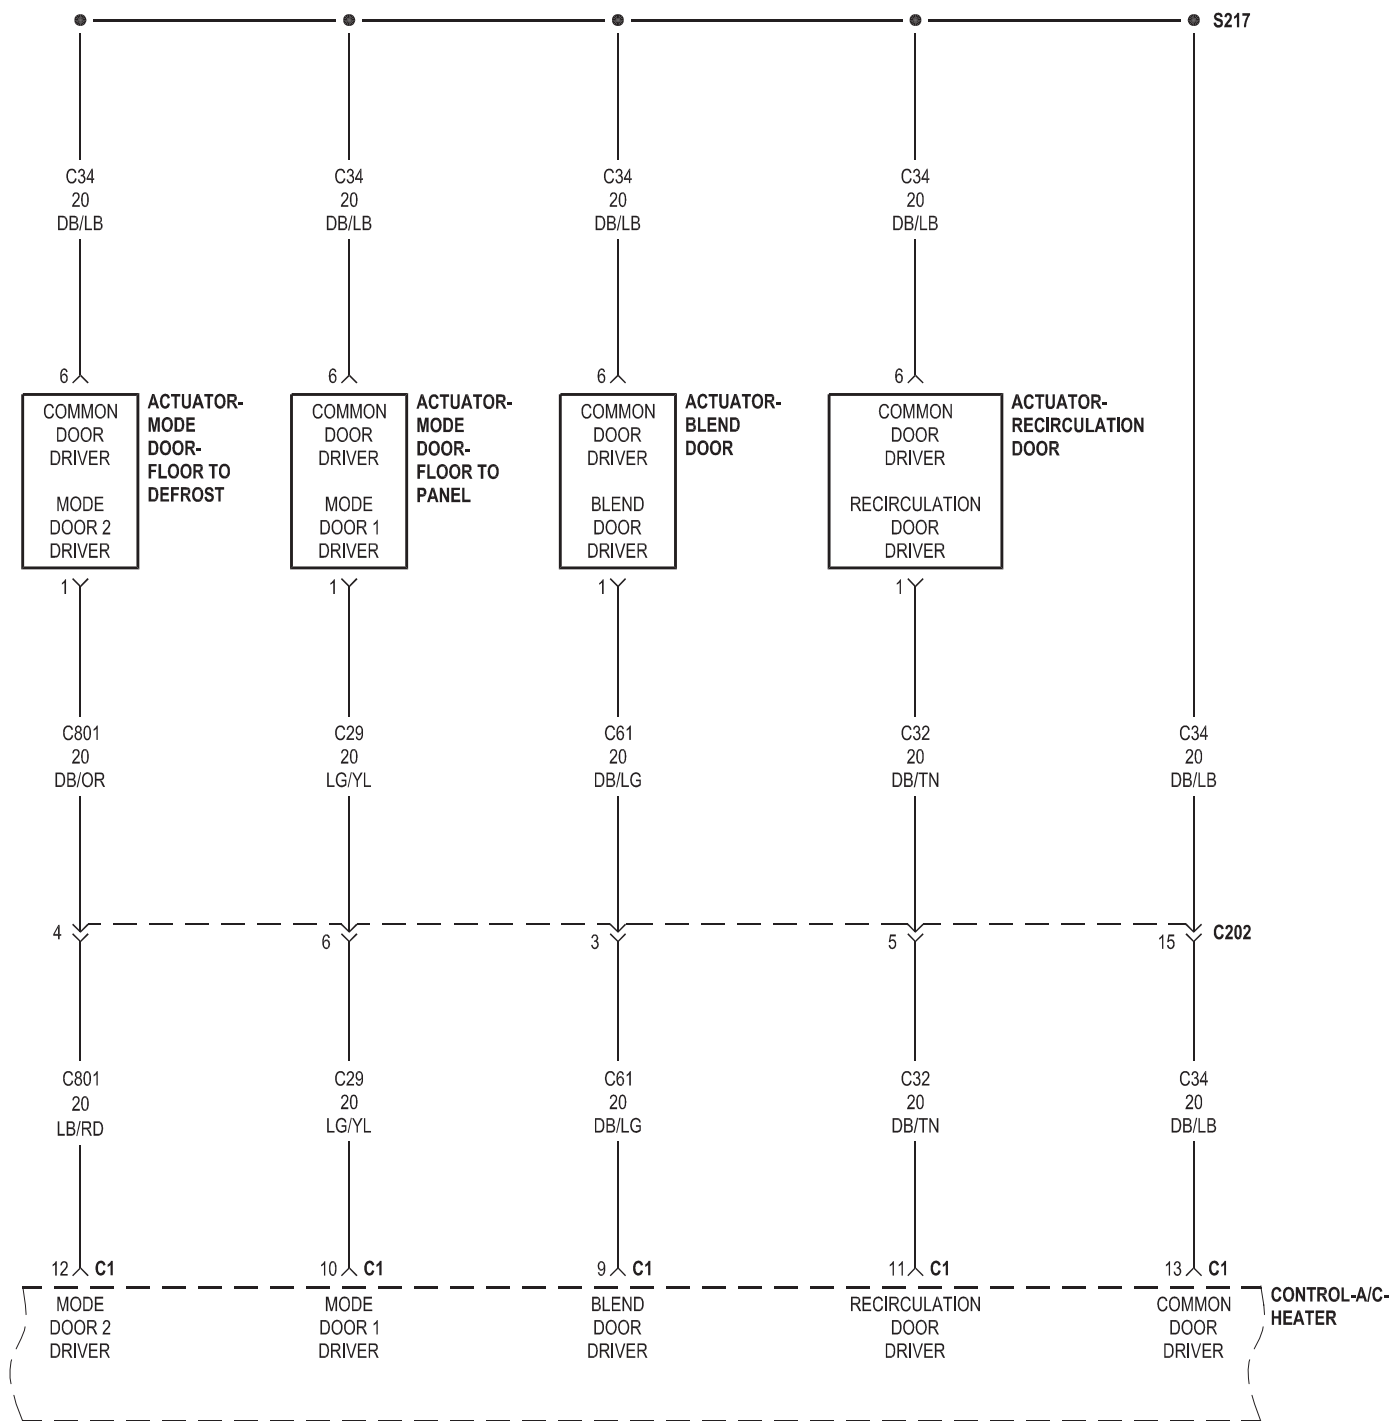 S217
C34
20
DB/LB
C34
20
DB/LB
C34
20
DB/LB
C34
20
DB/LB
6
6
6
6
COMMON
DOOR
DRIVER
MODE
DOOR 2
DRIVER
ACTUATOR-
MODE
DOOR-
FLOOR TO
DEFROST
COMMON
DOOR
DRIVER
MODE
DOOR 1
DRIVER
ACTUATOR-
MODE
DOOR-
FLOOR TO
PANEL
COMMON
DOOR
DRIVER
BLEND
DOOR
DRIVER
ACTUATOR-
BLEND
DOOR
COMMON
DOOR
DRIVER
RECIRCULATION
DOOR
DRIVER
ACTUATOR-
RECIRCULATION
DOOR
1
1
1
1
C801
20
DB/OR
C29
20
LG/YL
C61
20
DB/LG
C32
20
DB/TN
C34
20
DB/LB
4
6
3
5
15
C202
C801
20
LB/RD
C29
20
LG/YL
C61
20
DB/LG
C32
20
DB/TN
C34
20
DB/LB
12 C1
10 C1
9 C1
11 C1
13 C1
MODE
DOOR 2
DRIVER
MODE
DOOR 1
DRIVER
BLEND
DOOR
DRIVER
RECIRCULATION
DOOR
DRIVER
COMMON
DOOR
DRIVER
CONTROL-A/C-
HEATER